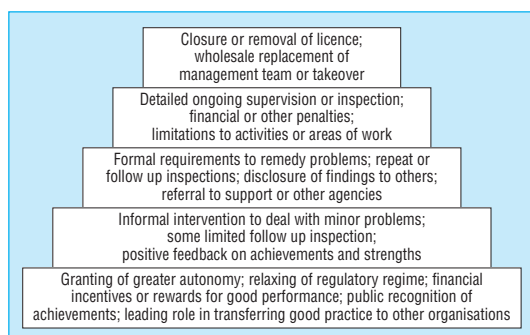 Closure or removal of licence;
wholesale replacement of
management team or takeover
Detailed ongoing supervision or inspection;
financial or other penalties;
limitations to activities or areas of work
Formal requirements to remedy problems; repeat or
follow up inspections; disclosure of findings to others;
referral to support or other agencies
Informal intervention to deal with minor problems;
some limited follow up inspection;
positive feedback on achievements and strengths
Granting of greater autonomy; relaxing of regulatory regime; financial
incentives or rewards for good performance; public recognition of
achievements; leading role in transferring good practice to other organisations